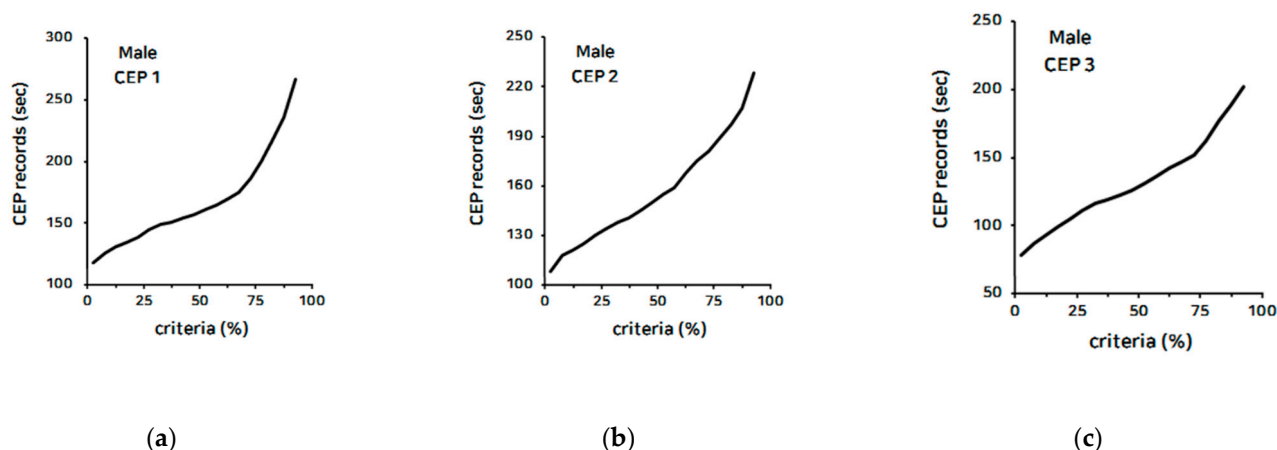 300
250
200
150
100
CEP records (sec)
Male
CEP 1
0 25 50 75 100
criteria (%)
(a)
250
220
190
160
130
100
CEP records (sec)
Male
CEP 2
0 25 50 75 100
criteria (%)
(b)
250
200
150
100
50
CEP records (sec)
Male
CEP 3
0 25 50 75 100
criteria (%)
(c)